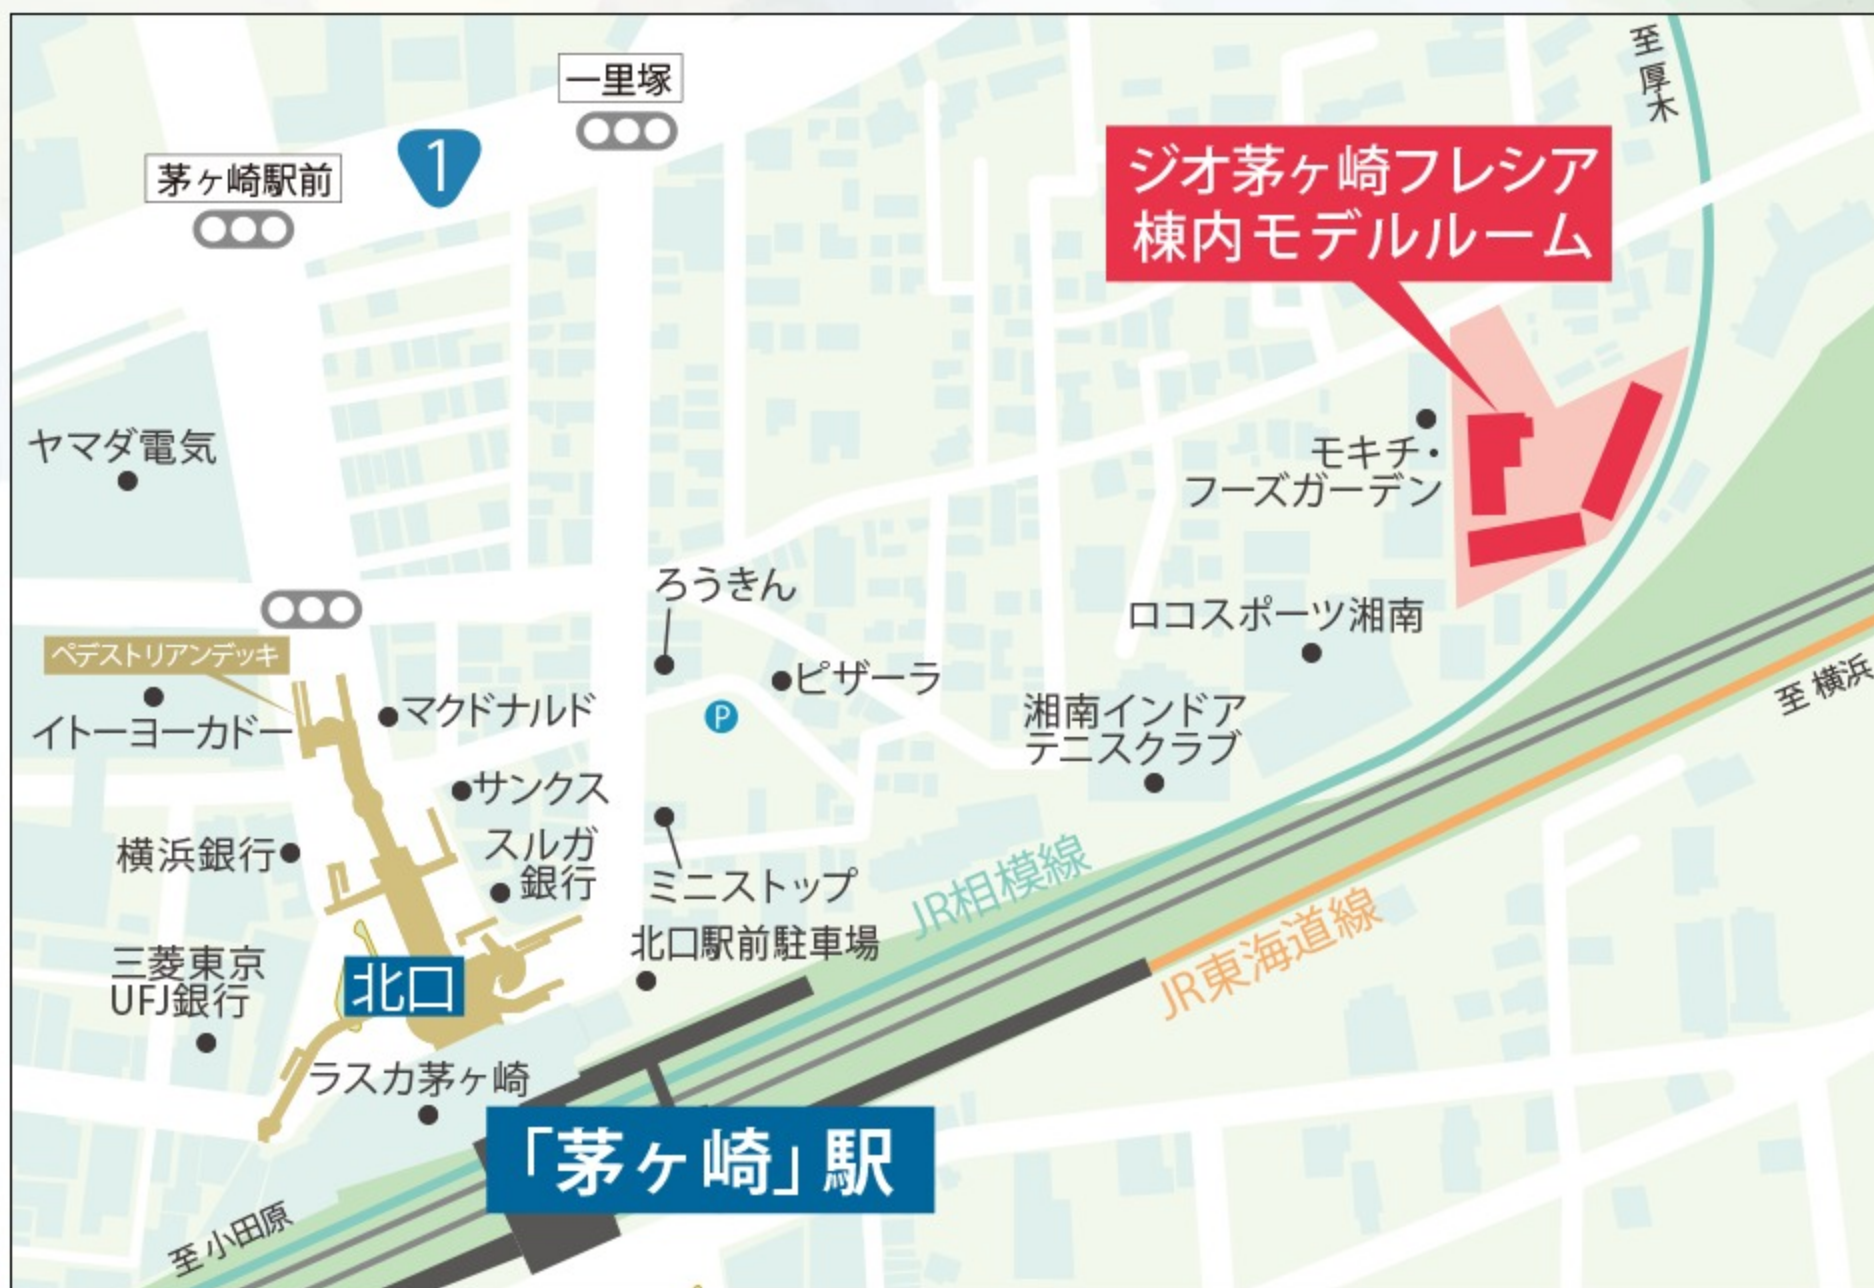 一里塚
至厚木
1
茅ヶ崎駅前
ジオ茅ヶ崎フレシア
棟内モデルルーム
ヤマダ電気
モキチ・
フーズガーデン
ろうきん
ロコスポーツ湘南
ペデストリアンデッキ
イトーヨーカドー
マクドナルド
ピザーラ
P
湘南インドア
テニスクラブ
至 横浜
サンクス
横浜銀行
スルガ
銀行
ミニストップ
JR相模線
北口駅前駐車場
JR東海道線
三菱東京
UFJ銀行
北口
ラスカ茅ヶ崎
「茅ヶ崎」駅
至 小田原